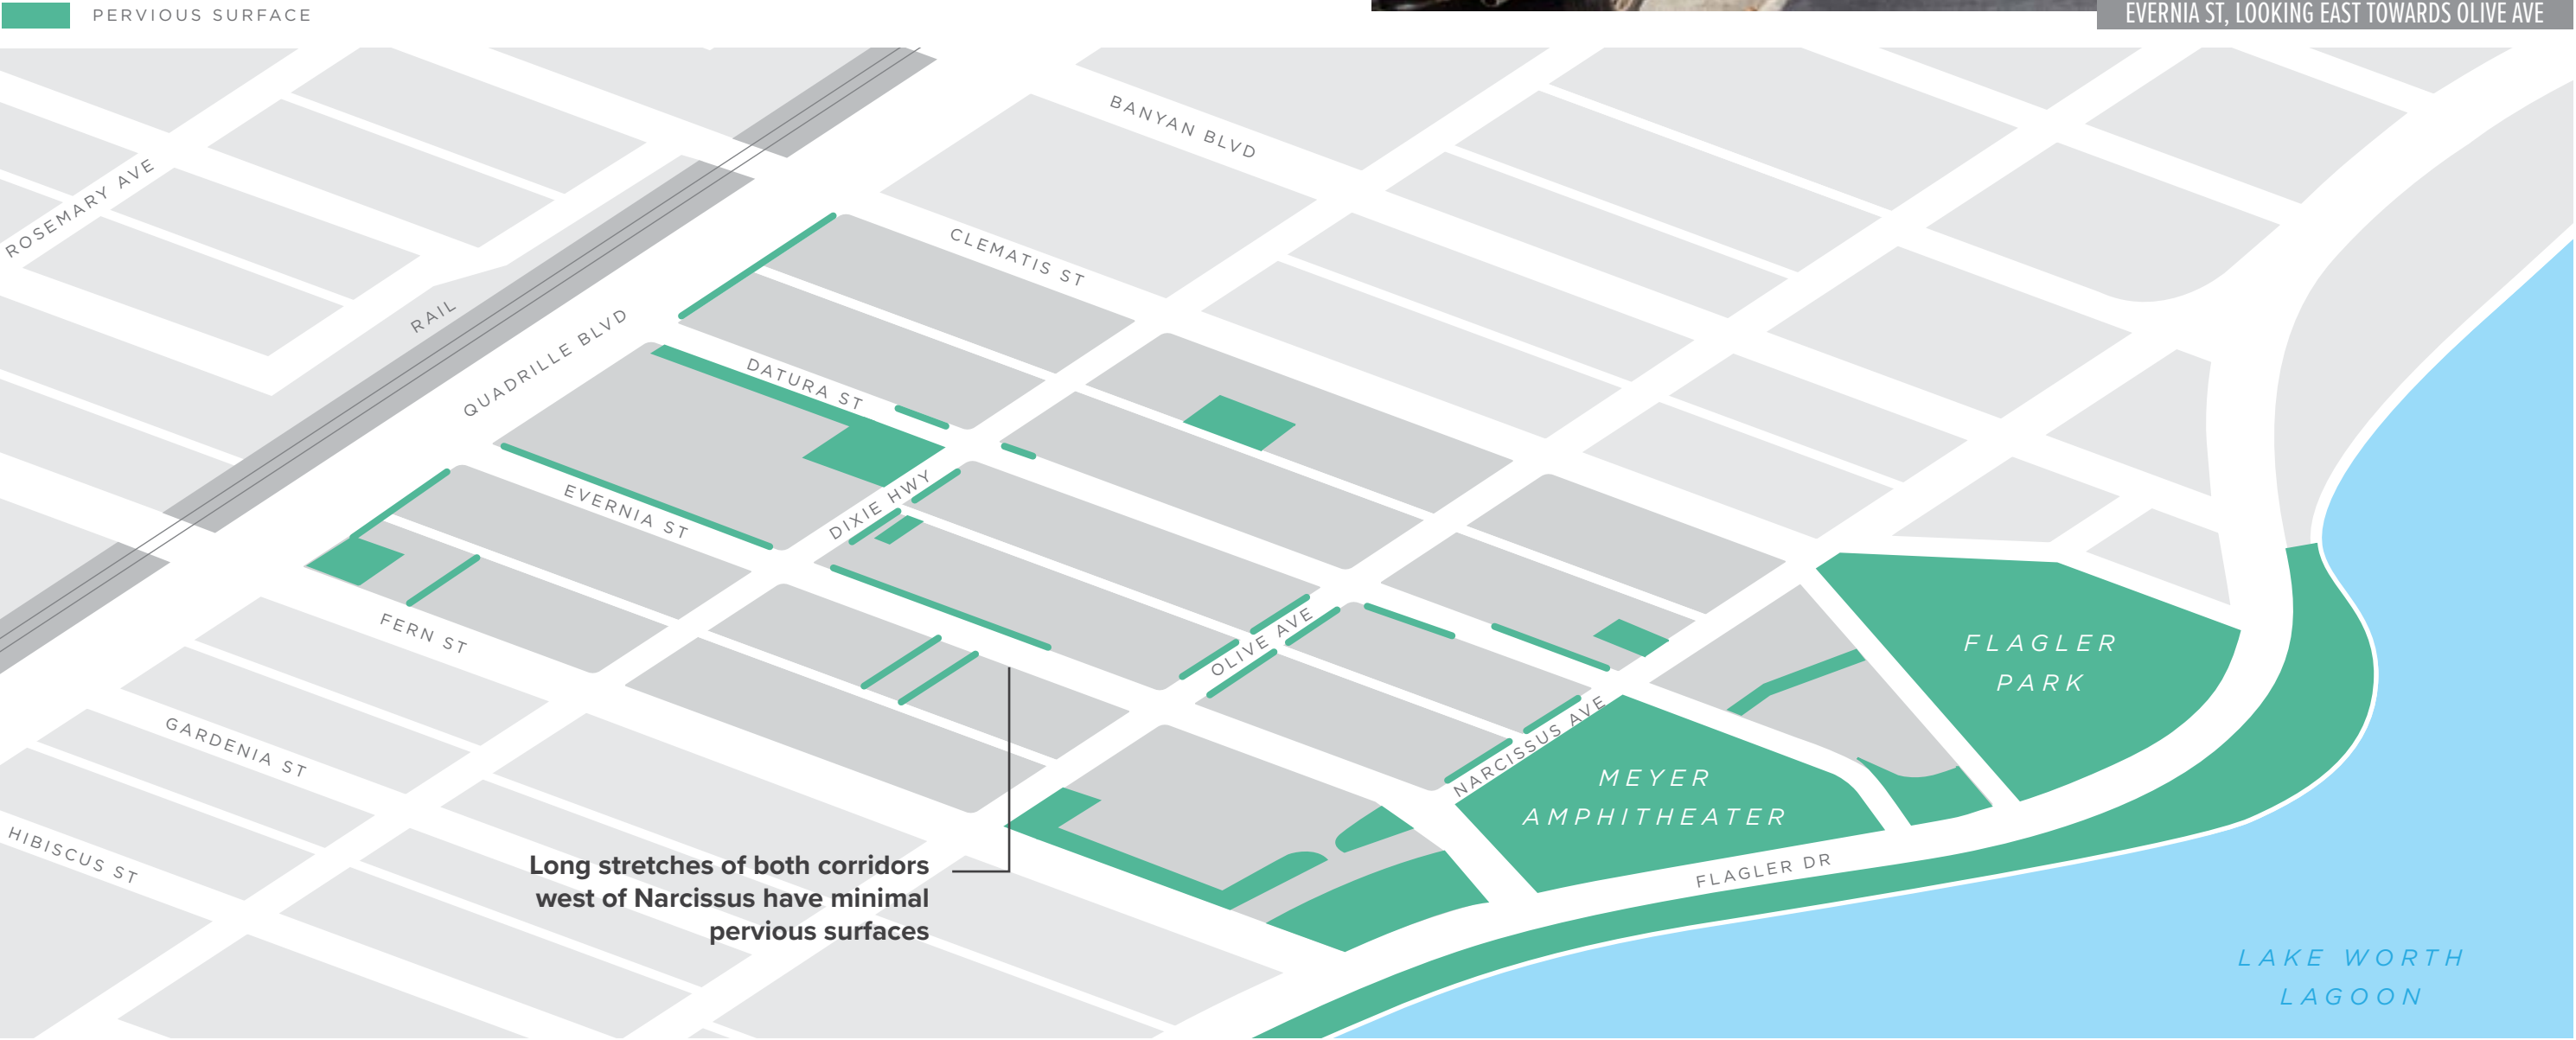 PERVIOUS SURFACE
EVERNIA ST, LOOKING EAST TOWARDS OLIVE AVE
BANYAN BLVD
ROSEMARY AVE
CLEMATIS ST
RAIL
QUADRILLE BLVD
DATURA ST
DIXIE HWY
EVERNIA ST
FERN ST
OLIVE AVE
FLAGLER
PARK
NARCISSUS AVE
GARDENIA ST
MEYER
AMPHITHEATER
HIBISCUS ST
FLAGLER DR
Long stretches of both corridors
west of Narcissus have minimal
pervious surfaces
LAKE WORTH
LAGOON